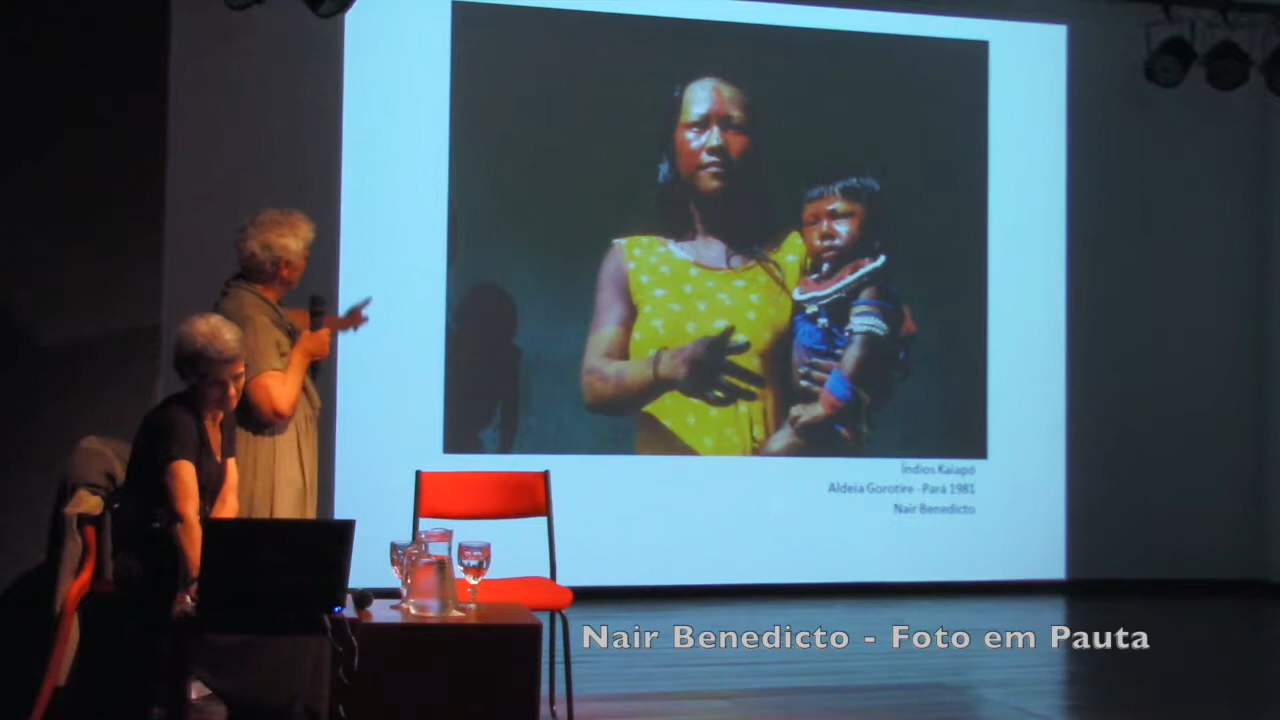 Índios Kaiapó
Aldeia Gorotire - Pará 1981
Nair Benedicto
Nair Benedicto - Foto em Pauta